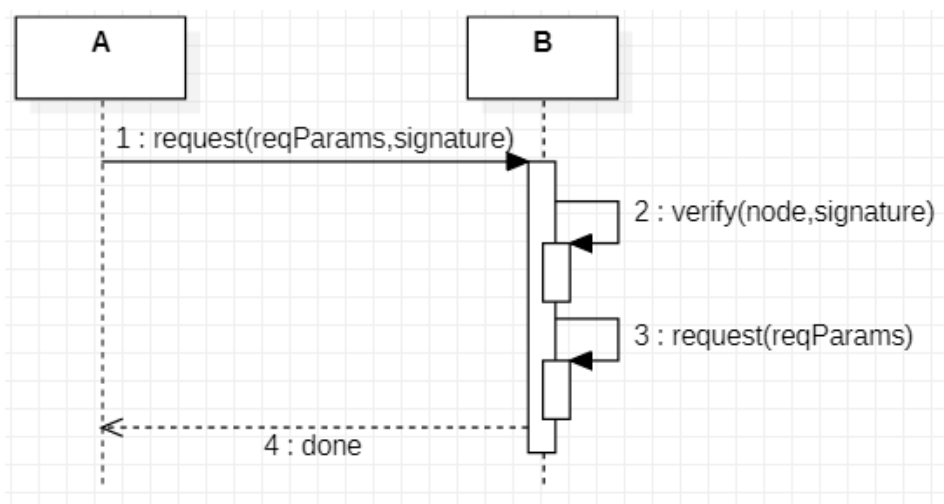 A
B
1 : request(reqParams,signature)
2 : verify(node,signature)
3 : request(reqParams)
4 : done